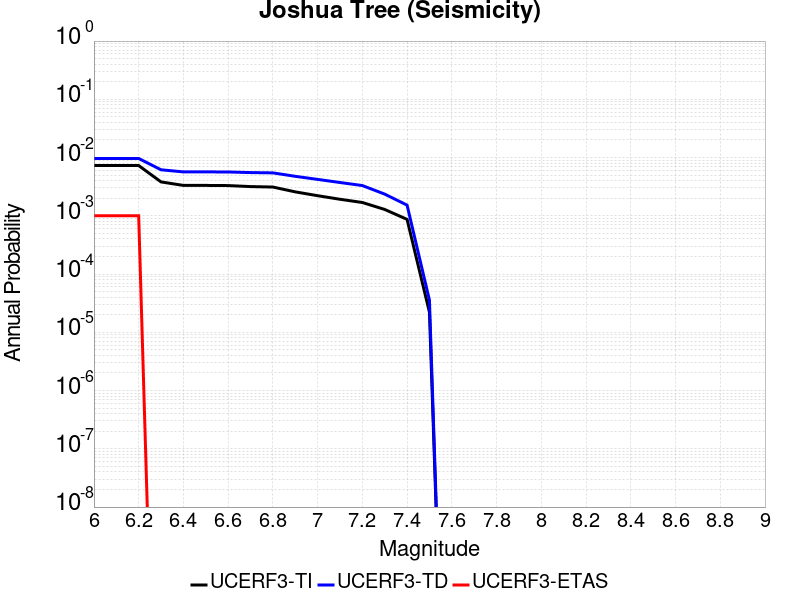 Joshua Tree (Seismicity)
10^0
10^-1
10^-2
10^-3
10^-4
10^-5
10^-6
10^-7
10^-8
Annual Probability
6 6.2 6.4 6.6 6.8 7 7.2 7.4 7.6 7.8 8 8.2 8.4 8.6 8.8 9
Magnitude
UCERF3-TI UCERF3-TD UCERF3-ETAS